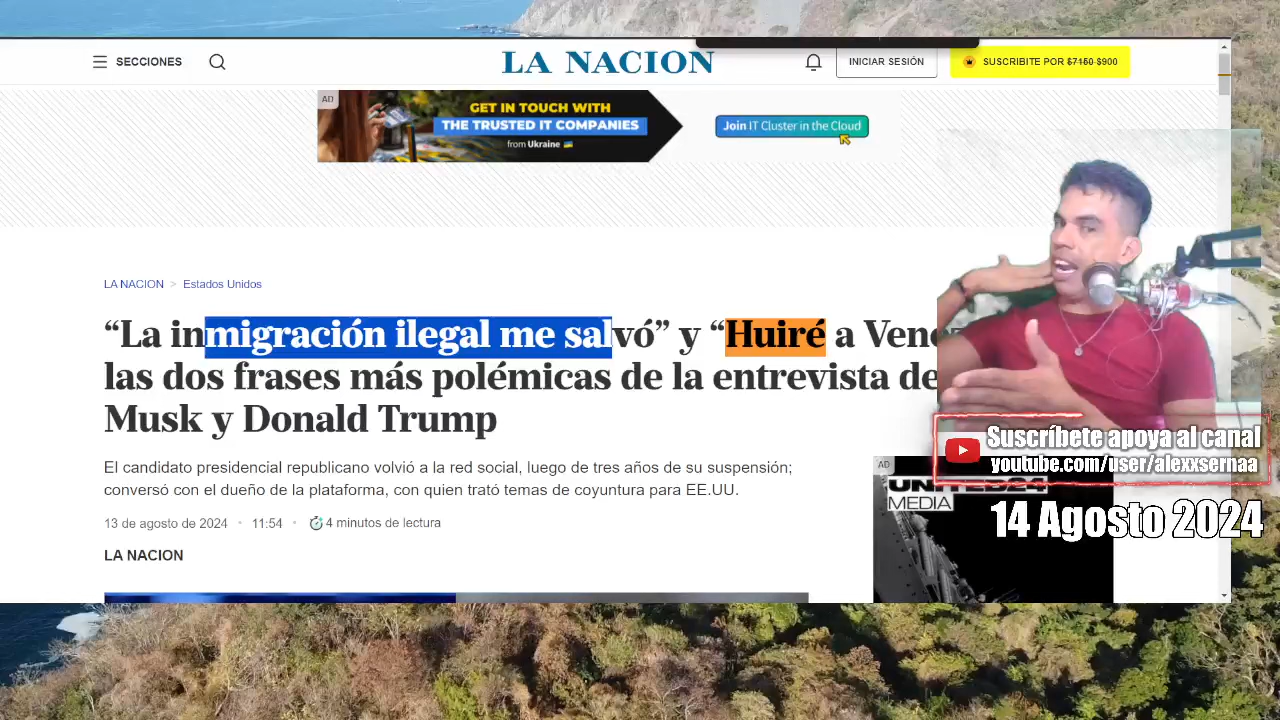 SECCIONES
LA NACION
INICIAR SESIÓN
SUSCRIBITE POR $7150 $900
AD
GET IN TOUCH WITH
THE TRUSTED IT COMPANIES
from Ukraine
Join IT Cluster in the Cloud
LA NACION > Estados Unidos
“La inmigración ilegal me salvó” y “Huiré a
las dos frases más polémicas de la entrevista de
Musk y Donald Trump
El candidato presidencial republicano volvió a la red social, luego de tres años de su suspensión;
conversó con el dueño de la plataforma, con quien trató temas de coyuntura para EE.UU.
13 de agosto de 2024 • 11:54 • 4 minutos de lectura
LA NACION
AD
UNITED24
MEDIA
Suscríbete apoya al canal
youtube.com/user/alexxsernaa
14 Agosto 2024